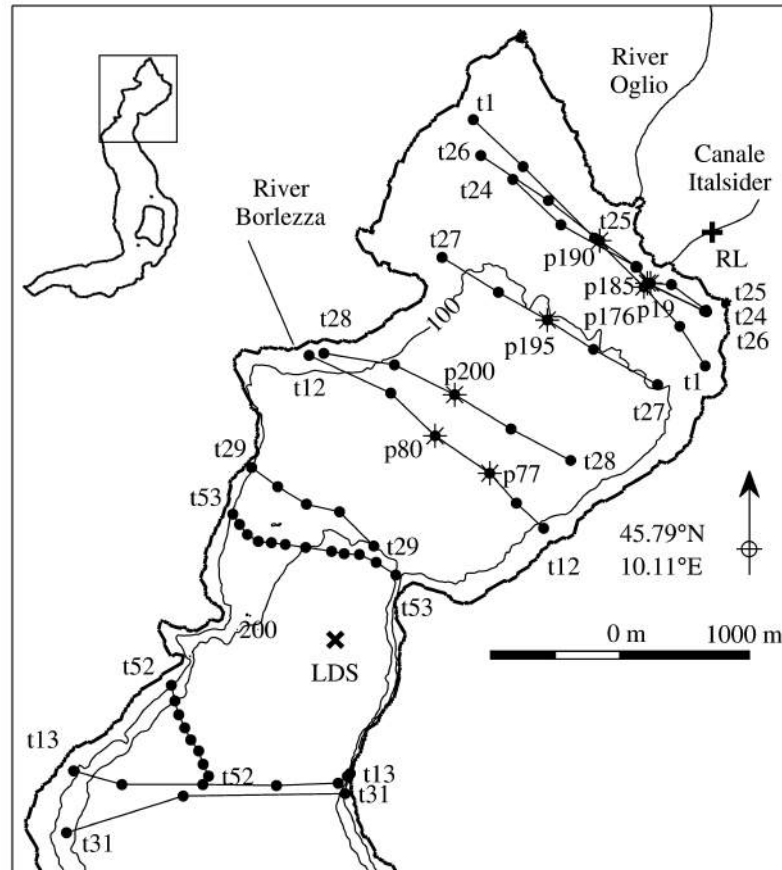 River
Oglio
t1
t26
t24
Canale
Italsider
River
Borlezza
t25
t27
p190
RL
p185
p19
t25
t24
t26
p176
100
t28
p195
t12
p200
t1
t27
p80
t29
p77
t28
t53
45.79°N
10.11°E
t29
t12
t53
200
0 m
1000 m
LDS
t52
t13
t52
t13
t31
t31